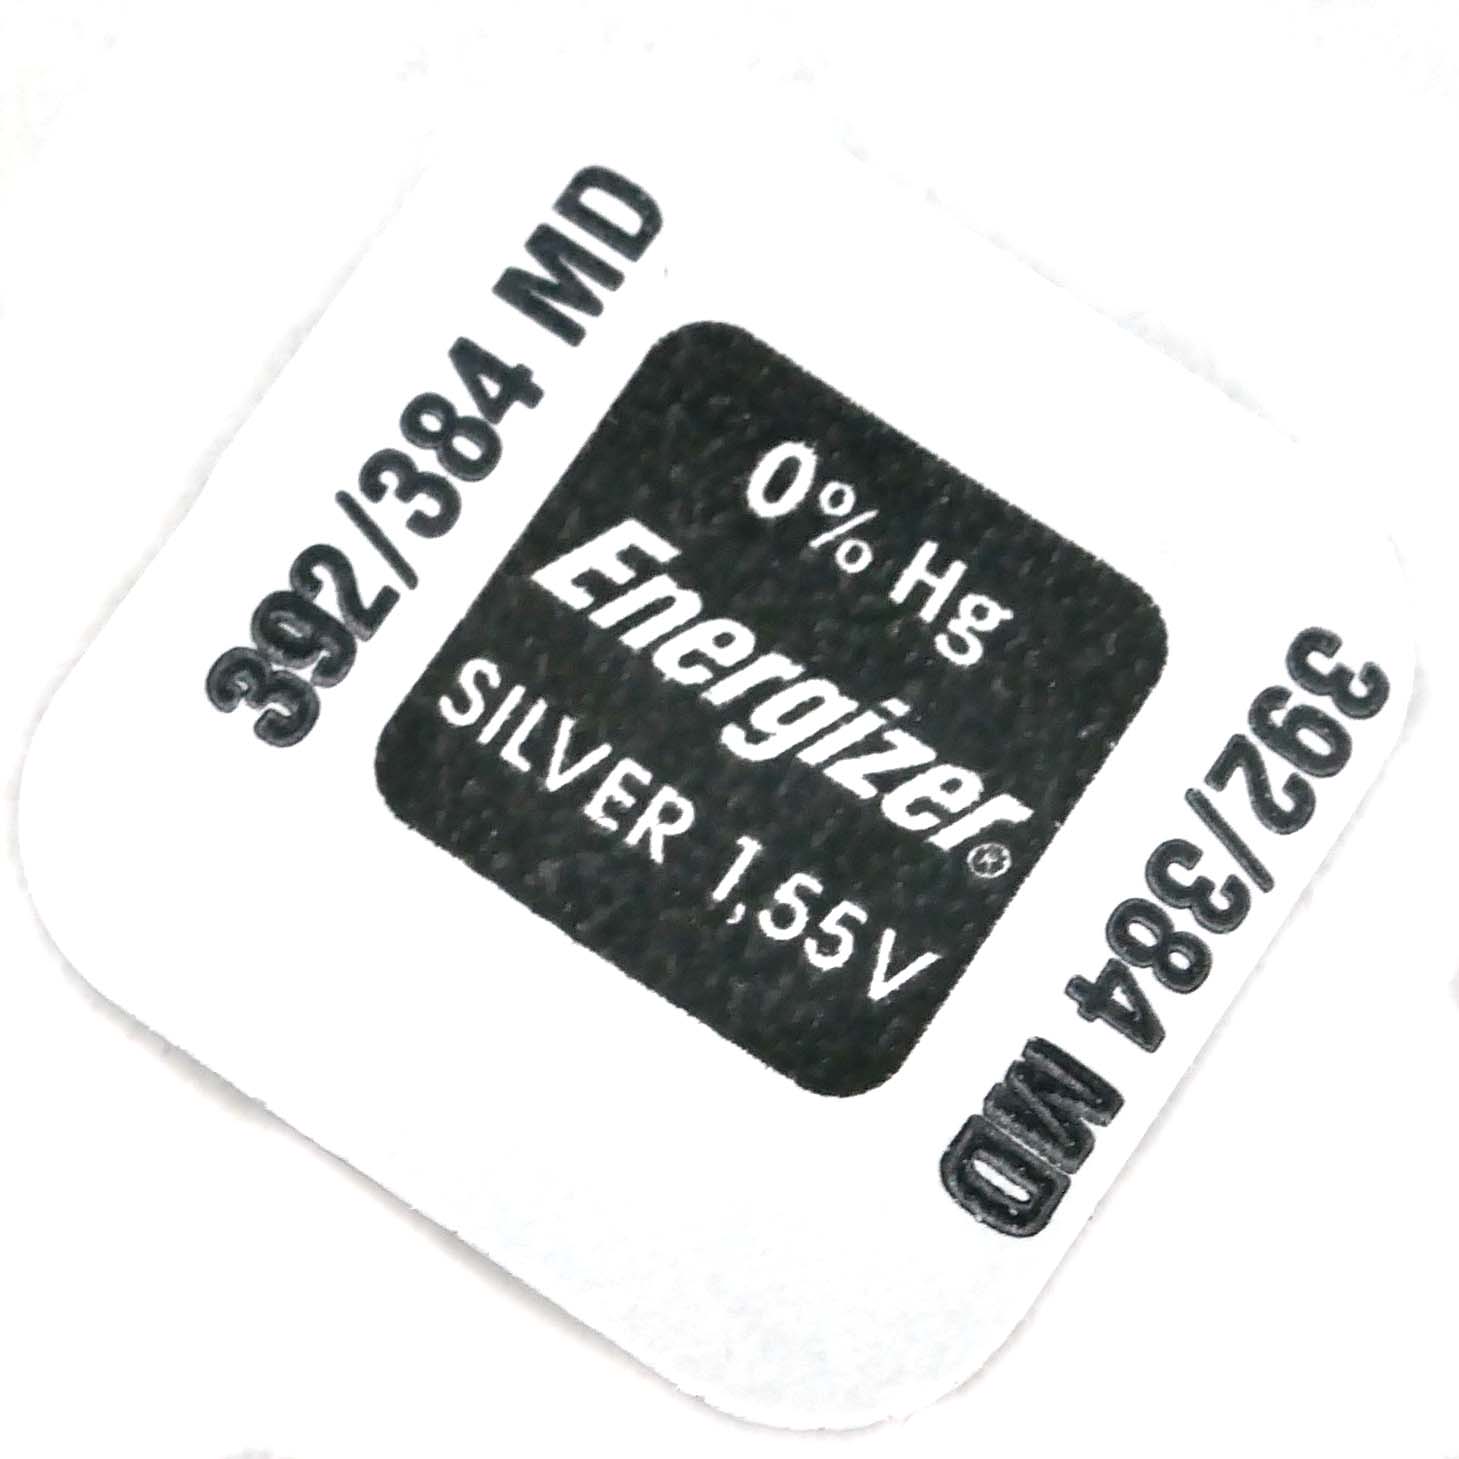 392/384 MD
0% Hg
Energizer®
SILVER 1,55V
392/384 MD